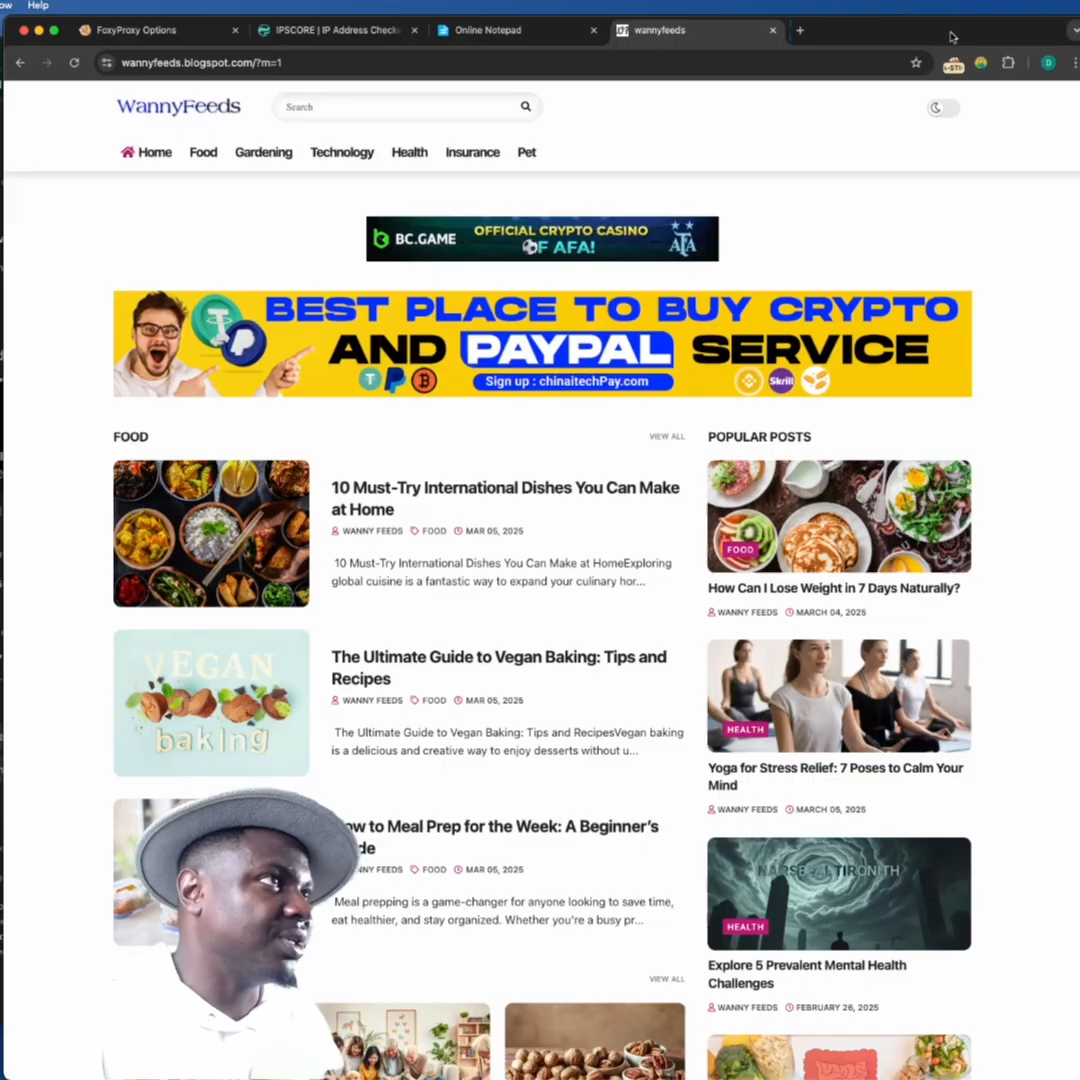 Help
FoxyProxy Options
IPSCORE | IP Address Check
Online Notepad
wannyfeeds
wannyfeeds.blogspot.com/?m=1
D
WannyFeeds
Search
Home Food Gardening Technology Health Insurance Pet
BC.GAME
OFFICIAL CRYPTO CASINO
OF AFA!
AFA
BEST PLACE TO BUY CRYPTO
AND PAYPAL SERVICE
Sign up : chinaitechPay.com
Skrill
FOOD
VIEW ALL
10 Must-Try International Dishes You Can Make
at Home
WANNY FEEDS FOOD MAR 05, 2025
10 Must-Try International Dishes You Can Make at HomeExploring
global cuisine is a fantastic way to expand your culinary hor...
VEGAN
baking
The Ultimate Guide to Vegan Baking: Tips and
Recipes
WANNY FEEDS FOOD MAR 05, 2025
The Ultimate Guide to Vegan Baking: Tips and RecipesVegan baking
is a delicious and creative way to enjoy desserts without u...
ow to Meal Prep for the Week: A Beginner's
de
NNY FEEDS FOOD MAR 05, 2025
Meal prepping is a game-changer for anyone looking to save time,
eat healthier, and stay organized. Whether you're a busy pr...
VIEW ALL
POPULAR POSTS
FOOD
How Can I Lose Weight in 7 Days Naturally?
WANNY FEEDS MARCH 04, 2025
HEALTH
Yoga for Stress Relief: 7 Poses to Calm Your
Mind
WANNY FEEDS MARCH 05, 2025
HEALTH
Explore 5 Prevalent Mental Health
Challenges
WANNY FEEDS FEBRUARY 26, 2025